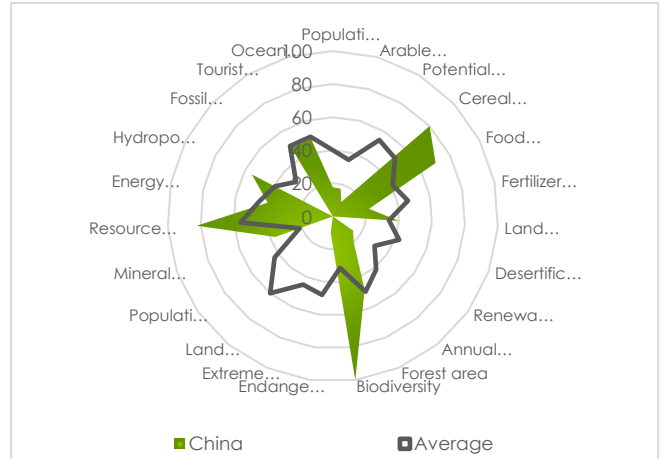 Populati...
Arable...
Potential...
Cereal...
Food...
Fertilizer...
Land...
Desertific...
Renewa...
Annual...
Forest area
Biodiversity
Endange...
Extreme...
Land...
Populati...
Mineral...
Resource...
Energy...
Hydropo...
Fossil...
Tourist...
Ocean...
100
80
60
40
20
0
China
Average